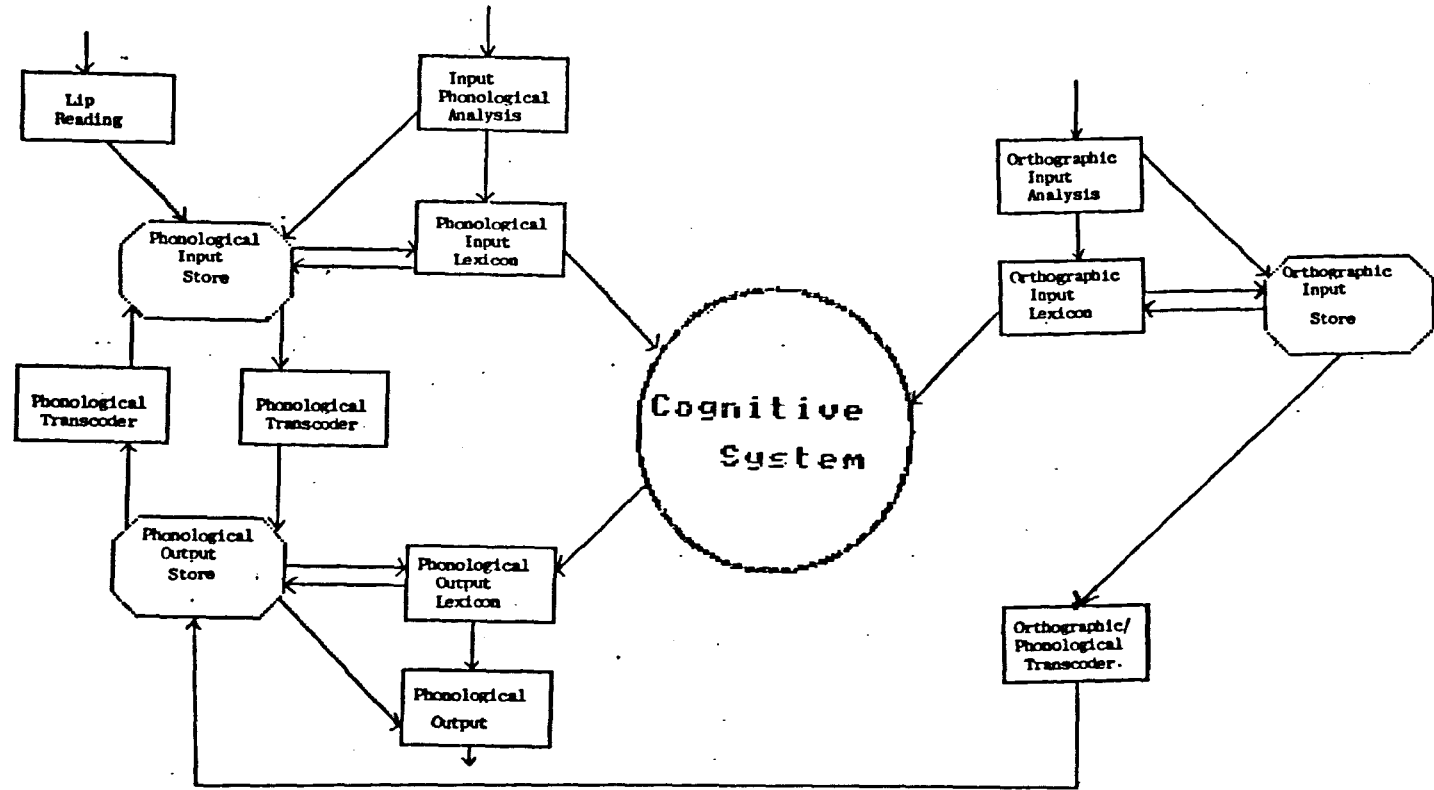 Lip
Reading
Input
Phonological
Analysis
Orthographic
Input
Analysis
Phonological
Input
Store
Phonological
Input
Lexicon
Orthographic
Input
Lexicon
Orthographic
Input
Store
Phonological
Transcoder
Phonological
Transcoder
Cognitive
System
Phonological
Output
Store
Phonological
Output
Lexicon
Orthographic/
Phonological
Transcoder.
Phonological
Output